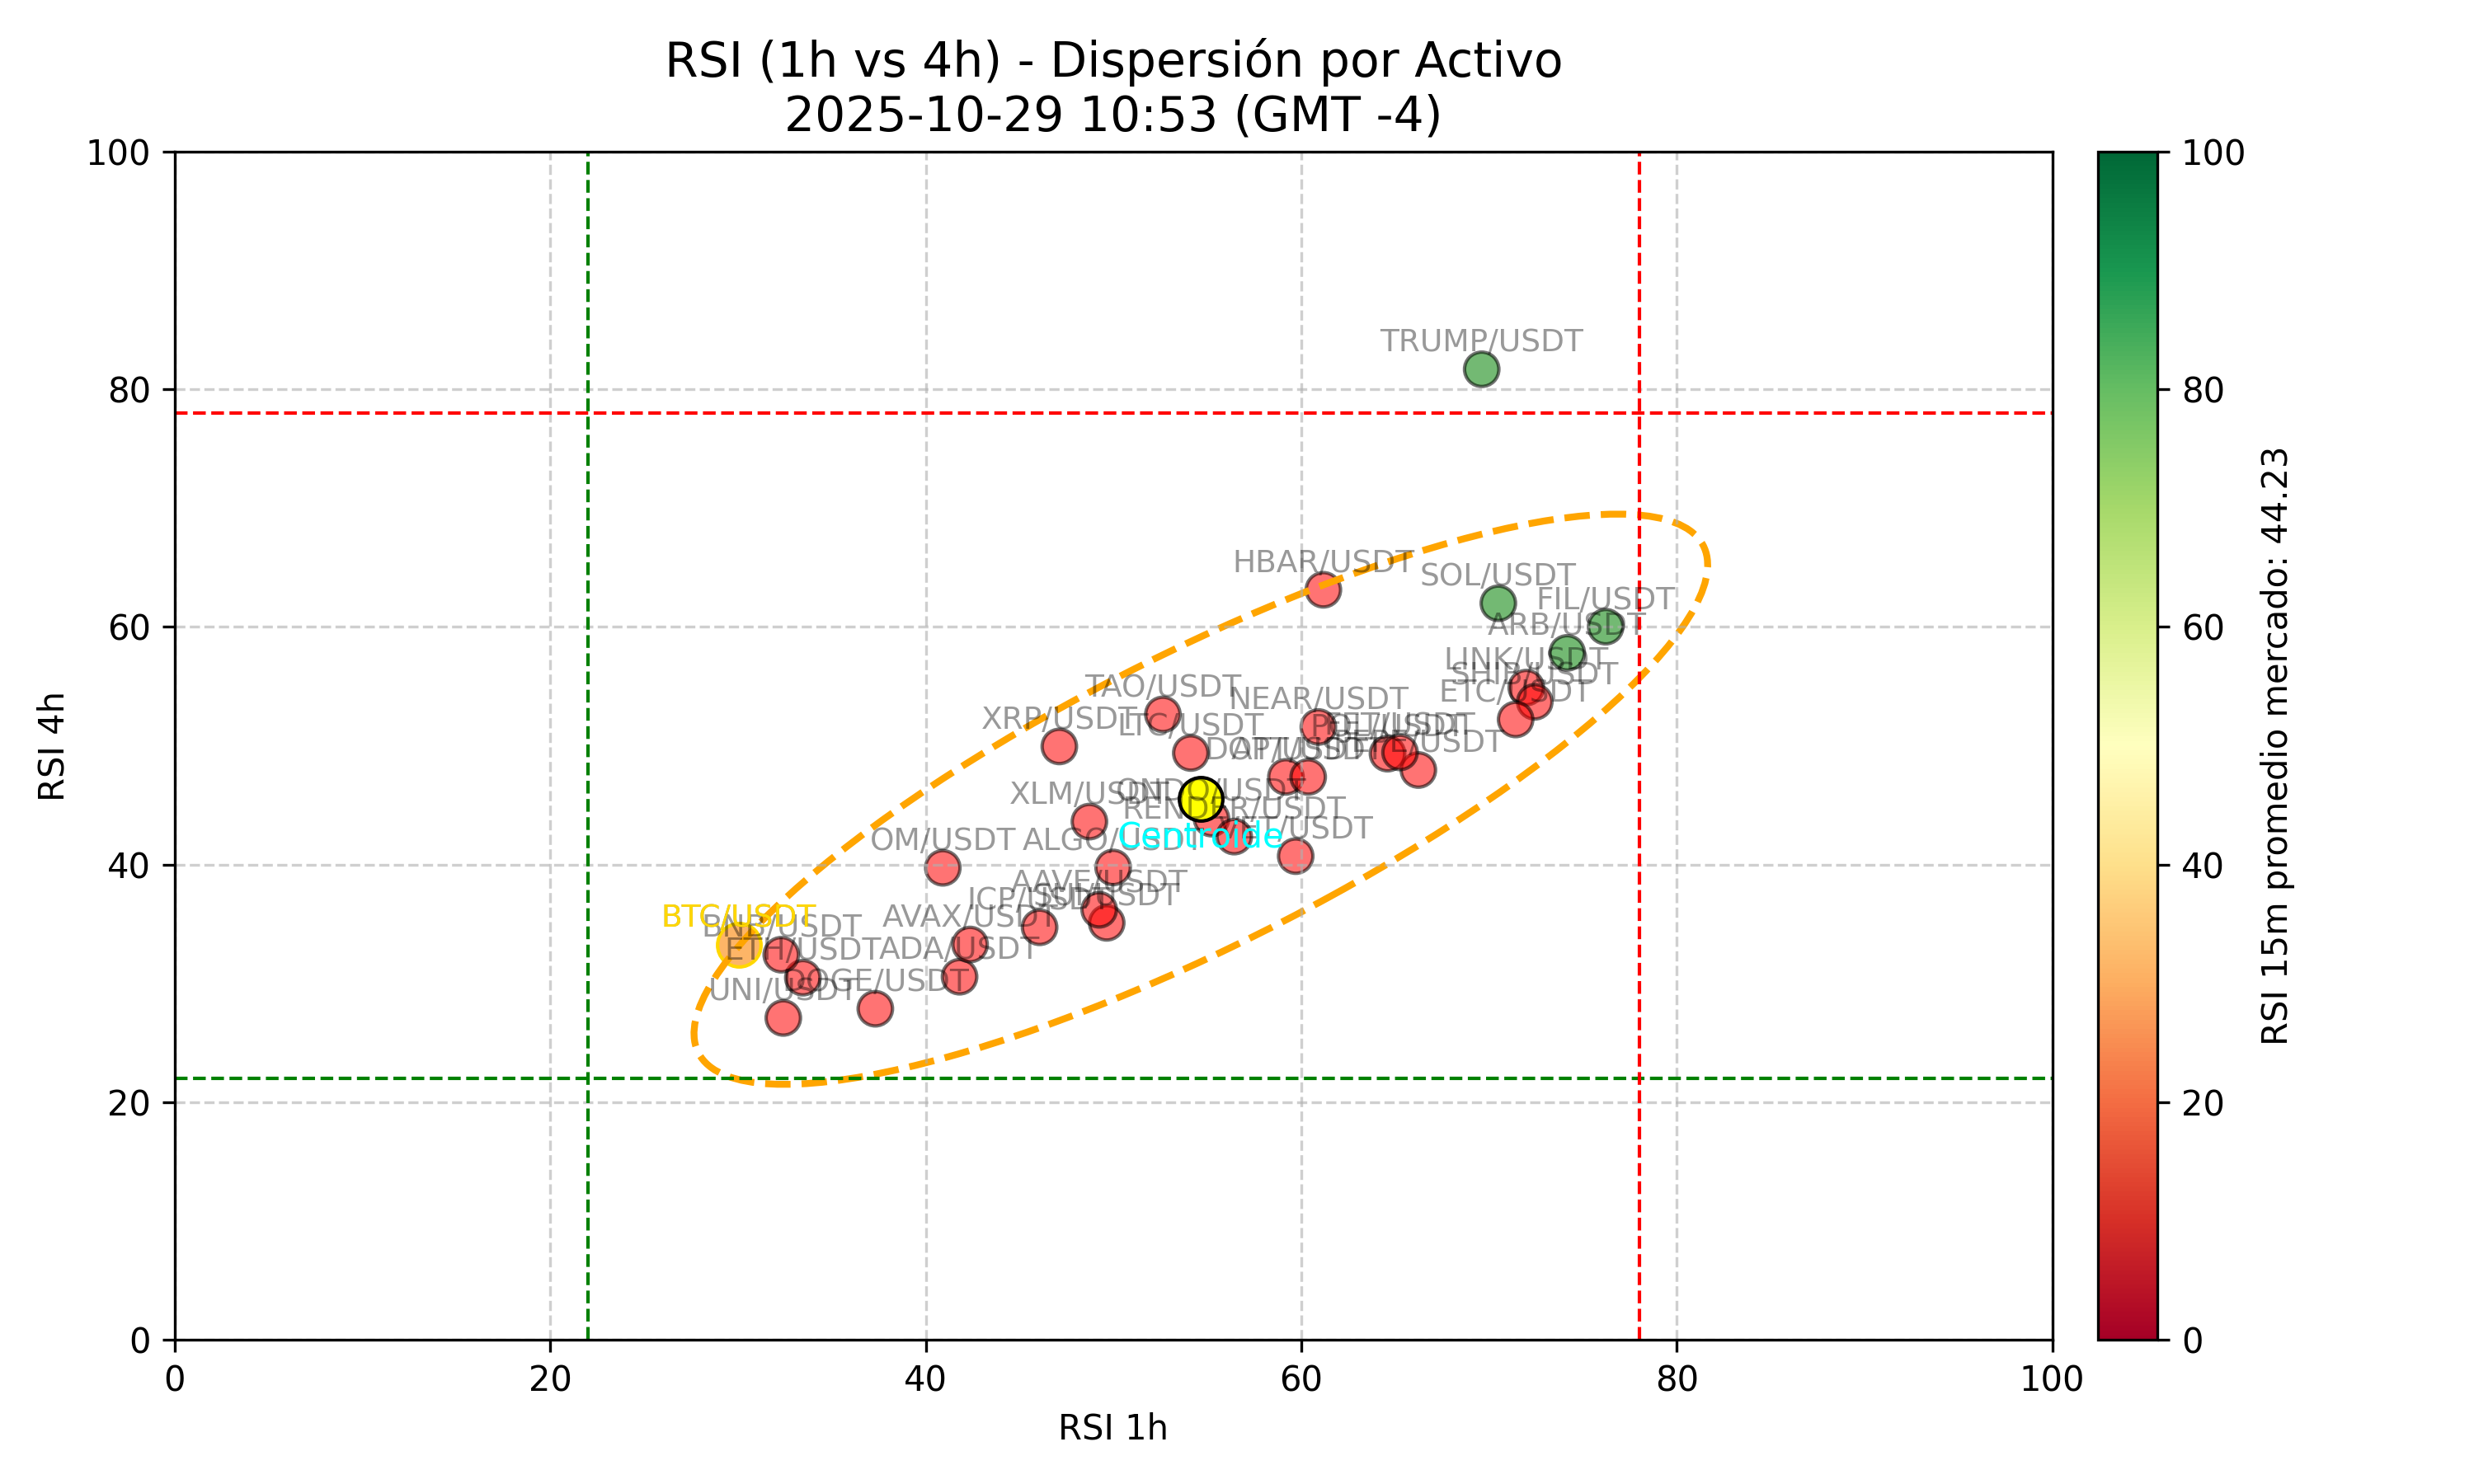 RSI (1h vs 4h) - Dispersión por Activo
2025-10-29 10:53 (GMT -4)
100
80
60
40
20
0
RSI 4h
0
20
40
60
80
100
RSI 1h
TRUMP/USDT
HBAR/USDT
SOL/USDT
FIL/USDT
ARB/USDT
LINK/USDT
SHIB/USDT
ETC/USDT
TAO/USDT
NEAR/USDT
XRP/USDT
LTC/USDT
FET/USDT
DOT/USDT
APT/USDT
XLM/USDT
ONDO/USDT
RENDER/USDT
Centroide
OM/USDT
ALGO/USDT
AAVE/USDT
ICP/USDT
SUI/USDT
AVAX/USDT
BTC/USDT
BNB/USDT
ETH/USDT
ADA/USDT
DOGE/USDT
UNI/USDT
100
80
60
40
20
0
RSI 15m promedio mercado: 44.23